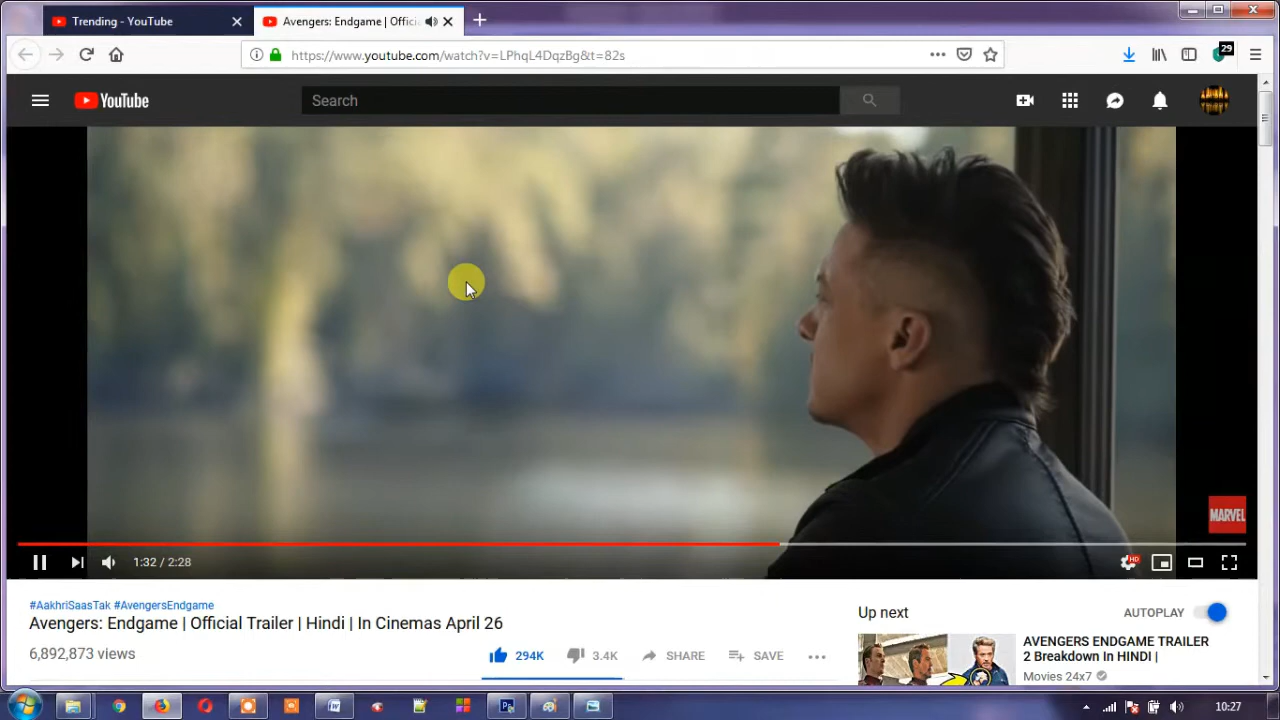 Trending - YouTube
Avengers: Endgame | Offici
https://www.youtube.com/watch?v=LPhqL4DqzBg&t=82s
29
YouTube
Search
MARVEL
1:32 / 2:28
HD
#AakhriSaasTak #AvengersEndgame
Avengers: Endgame | Official Trailer | Hindi | In Cinemas April 26
6,892,873 views
294K
3.4K
SHARE
SAVE
Up next
AUTOPLAY
AVENGERS ENDGAME TRAILER
2 Breakdown In HINDI |
Movies 24x7
W
Ps
10:27